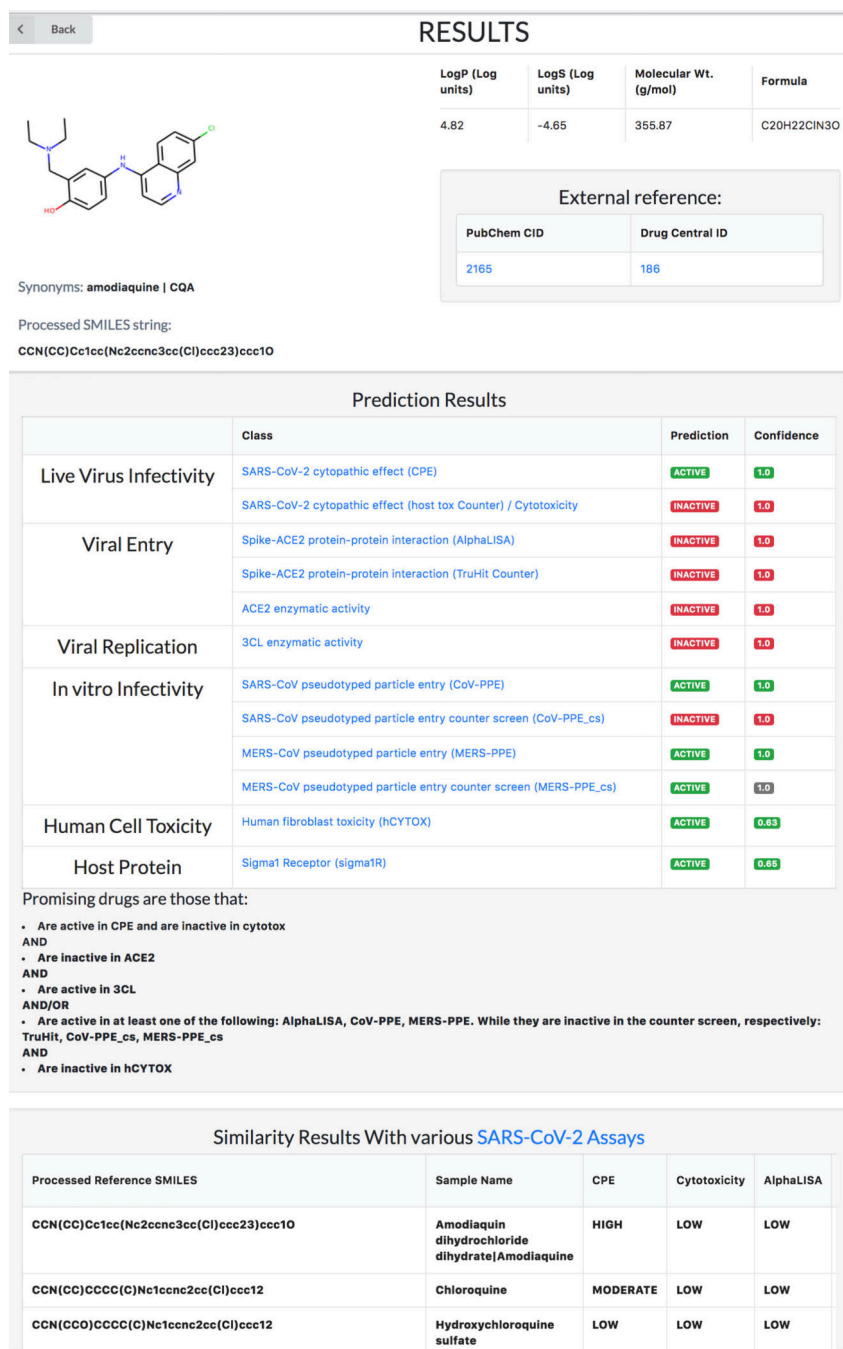 Back
RESULTS
LogP (Log units) LogS (Log units) Molecular Wt. (g/mol) Formula
4.82 -4.65 355.87 C20H22ClN3O
N
HO
H
N
N
Cl
External reference:
PubChem CID Drug Central ID
2165 186
Synonyms: amodiaquine | CQA
Processed SMILES string:
CCN(CC)Cc1cc(Nc2ccnc3cc(Cl)ccc23)ccc1O
Prediction Results
Class Prediction Confidence
Live Virus Infectivity SARS-CoV-2 cytopathic effect (CPE) ACTIVE 1.0
SARS-CoV-2 cytopathic effect (host tox Counter) / Cytotoxicity INACTIVE 1.0
Viral Entry Spike-ACE2 protein-protein interaction (AlphaLISA) INACTIVE 1.0
Spike-ACE2 protein-protein interaction (TruHit Counter) INACTIVE 1.0
ACE2 enzymatic activity INACTIVE 1.0
Viral Replication 3CL enzymatic activity INACTIVE 1.0
In vitro Infectivity SARS-CoV pseudotyped particle entry (CoV-PPE) ACTIVE 1.0
SARS-CoV pseudotyped particle entry counter screen (CoV-PPE_cs) INACTIVE 1.0
MERS-CoV pseudotyped particle entry (MERS-PPE) ACTIVE 1.0
MERS-CoV pseudotyped particle entry counter screen (MERS-PPE_cs) ACTIVE 1.0
Human Cell Toxicity Human fibroblast toxicity (hCYTOX) ACTIVE 0.63
Host Protein Sigma1 Receptor (sigma1R) ACTIVE 0.65
Promising drugs are those that:
• Are active in CPE and are inactive in cytotox
AND
• Are inactive in ACE2
AND
• Are active in 3CL
AND/OR
• Are active in at least one of the following: AlphaLISA, CoV-PPE, MERS-PPE. While they are inactive in the counter screen, respectively:
TruHit, CoV-PPE_cs, MERS-PPE_cs
AND
• Are inactive in hCYTOX
Similarity Results With various SARS-CoV-2 Assays
Processed Reference SMILES Sample Name CPE Cytotoxicity AlphaLISA
CCN(CC)Cc1cc(Nc2ccnc3cc(Cl)ccc23)ccc1O Amodiaquin dihydrochloride dihydrate|Amodiaquine HIGH LOW LOW
CCN(CC)CCCC(C)Nc1ccnc2cc(Cl)ccc12 Chloroquine MODERATE LOW LOW
CCN(CCO)CCCC(C)Nc1ccnc2cc(Cl)ccc12 Hydroxychloroquine sulfate LOW LOW LOW